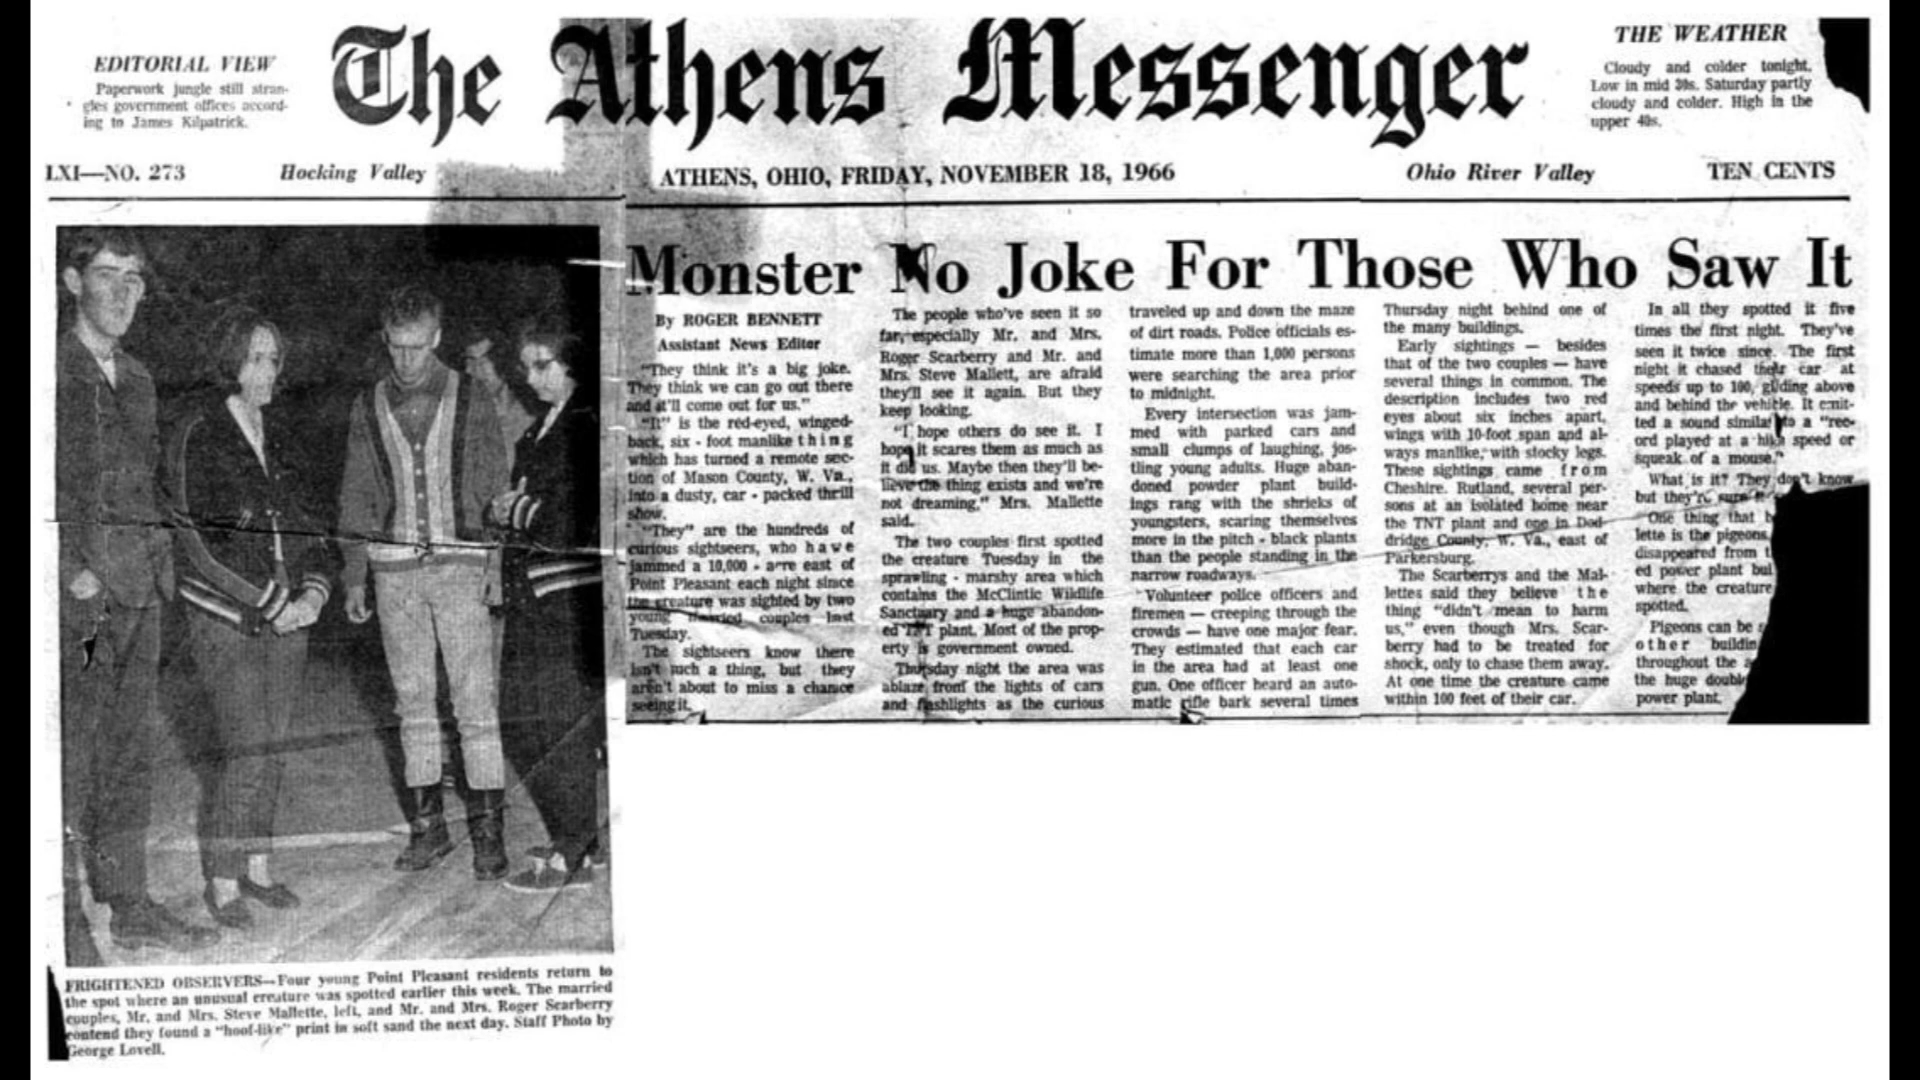 EDITORIAL VIEW
Paperwork jungle still stran-
gles government offices accord-
ing to James Kilpatrick.
The Athens Messenger
THE WEATHER
Cloudy and colder tonight.
Low in mid 30s. Saturday partly
cloudy and colder. High in the
upper 40s.
LXI—NO. 273
Hocking Valley
ATHENS, OHIO, FRIDAY, NOVEMBER 18, 1966
Ohio River Valley
TEN CENTS
Monster No Joke For Those Who Saw It
By ROGER BENNETT
Assistant News Editor
"They think it's a big joke.
They think we can go out there
and it'll come out for us."
"It" is the red-eyed, winged-
back, six - foot manlike thing
which has turned a remote sec-
tion of Mason County, W. Va.,
into a dusty, car - packed thrill
show.
"They" are the hundreds of
curious sightseers, who have
jammed a 10,000 - acre east of
Point Pleasant each night since
the creature was sighted by two
young married couples last
Tuesday.
The sightseers know there
isn't such a thing, but they
aren't about to miss a chance
seeing it.
The people who've seen it so
far, especially Mr. and Mrs.
Roger Scarberry and Mr. and
Mrs. Steve Mallett, are afraid
they'll see it again. But they
keep looking.
"I hope others do see it. I
hope it scares them as much as
it did us. Maybe then they'll be-
lieve the thing exists and we're
not dreaming," Mrs. Mallette
said.
The two couples first spotted
the creature Tuesday in the
sprawling - marshy area which
contains the McClintic Wildlife
Sanctuary and a huge abandon-
ed TNT plant. Most of the prop-
erty is government owned.
Thursday night the area was
ablaze from the lights of cars
and flashlights as the curious
traveled up and down the maze
of dirt roads. Police officials es-
timate more than 1,000 persons
were searching the area prior
to midnight.
Every intersection was jam-
med with parked cars and
small clumps of laughing, jos-
tling young adults. Huge aban-
doned powder plant build-
ings rang with the shrieks of
youngsters, scaring themselves
more in the pitch - black plants
than the people standing in the
narrow roadways.
Volunteer police officers and
firemen — creeping through the
crowds — have one major fear.
They estimated that each car
in the area had at least one
gun. One officer heard an auto-
matic rifle bark several times
Thursday night behind one of
the many buildings.
Early sightings — besides
that of the two couples — have
several things in common. The
description includes two red
eyes about six inches apart,
wings with 10-foot span and al-
ways manlike, with stocky legs.
These sightings came from
Cheshire. Rutland, several per-
sons at an isolated home near
the TNT plant and one in Dod-
dridge County, W. Va., east of
Parkersburg.
The Scarberrys and the Mal-
lettes said they believe the
thing "didn't mean to harm
us," even though Mrs. Scar-
berry had to be treated for
shock, only to chase them away.
At one time the creature came
within 100 feet of their car.
In all they spotted it five
times the first night. They've
seen it twice since. The first
night it chased their car at
speeds up to 100, gliding above
and behind the vehicle. It emit-
ted a sound similar to a "rec-
ord played at a high speed or
squeak of a mouse."
What is it? They don't know
but they're sure
One thing that b
lette is the pigeons.
disappeared from t
ed power plant bui
where the creature
spotted.
Pigeons can be s
other buildin
throughout the a
the huge double
power plant.
FRIGHTENED OBSERVERS—Four young Point Pleasant residents return to
the spot where an unusual creature was spotted earlier this week. The married
couples, Mr. and Mrs. Steve Mallette, left, and Mr. and Mrs. Roger Scarberry
contend they found a "hoof-like" print in soft sand the next day. Staff Photo by
George Lovell.